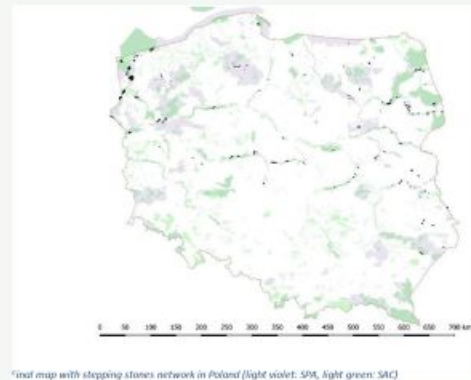 0 50 100 150 200 250 300 350 400 450 500 550 600 650 700 km
Final map with stepping stones network in Poland (light violet: SPA, light green: SAC)